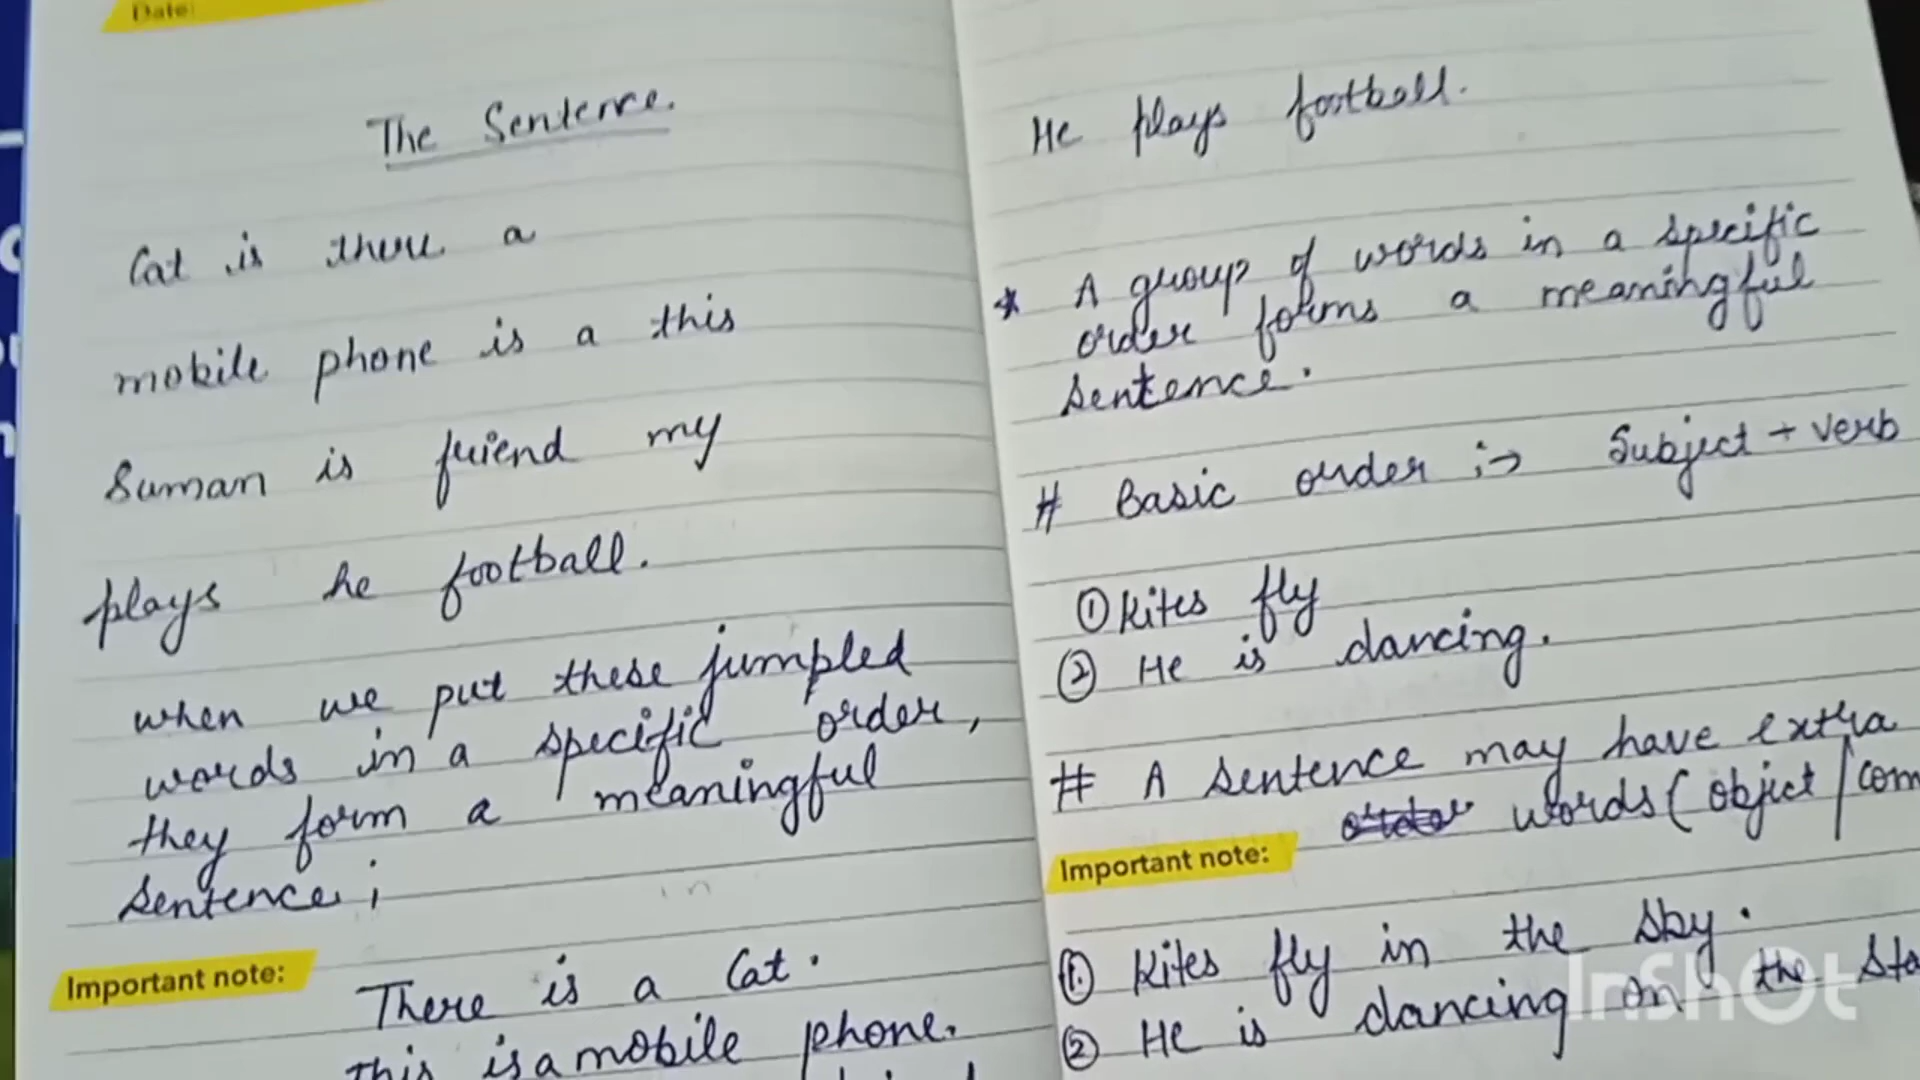 Date:
The Sentence.
Cat is there a
mobile phone is a this
Suman is friend my
plays he football.
when we put these jumpled
words in a specific order,
they form a meaningful
sentence;
Important note:
There is a Cat.
this is a mobile phone.
He plays football.
* A group of words in a specific
order forms a meaningful
sentence.
# Basic order :→ Subject + verb
① Kites fly
② He is dancing.
# A sentence may have extra
words (object / com
Important note:
① Kites fly in the sky.
② He is dancing on the sta
InShOt